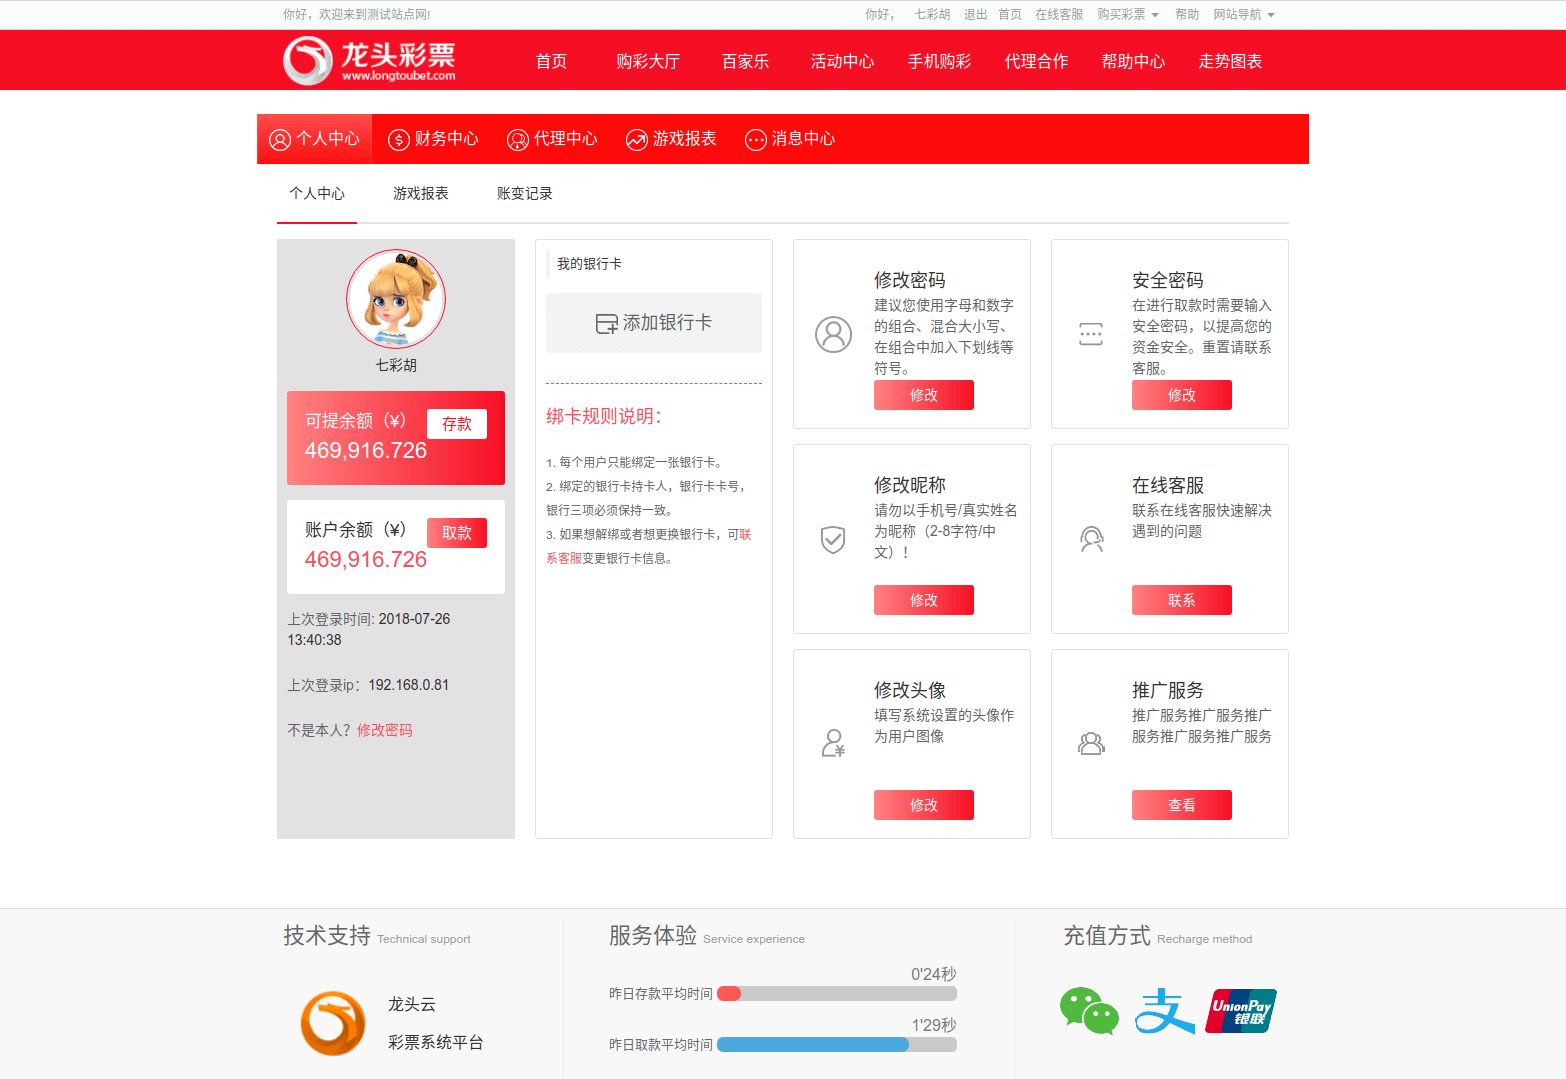 你好，欢迎来到测试站点网!
你好， 七彩胡 退出 首页 在线客服 购买彩票 帮助 网站导航
龙头彩票
www.longtoubet.com
首页 购彩大厅 百家乐 活动中心 手机购彩 代理合作 帮助中心 走势图表
个人中心 财务中心 代理中心 游戏报表 消息中心
个人中心 游戏报表 账变记录
七彩胡
可提余额（¥）
存款
469,916.726
账户余额（¥）
取款
469,916.726
上次登录时间: 2018-07-26
13:40:38
上次登录ip：192.168.0.81
不是本人？修改密码
我的银行卡
添加银行卡
绑卡规则说明：
1. 每个用户只能绑定一张银行卡。
2. 绑定的银行卡持卡人，银行卡卡号，
银行三项必须保持一致。
3. 如果想解绑或者想更换银行卡，可联
系客服变更银行卡信息。
修改密码
建议您使用字母和数字
的组合、混合大小写、
在组合中加入下划线等
符号。
修改
安全密码
在进行取款时需要输入
安全密码，以提高您的
资金安全。重置请联系
客服。
修改
修改昵称
请勿以手机号/真实姓名
为昵称（2-8字符/中
文）！
修改
在线客服
联系在线客服快速解决
遇到的问题
联系
修改头像
填写系统设置的头像作
为用户图像
修改
推广服务
推广服务推广服务推广
服务推广服务推广服务
查看
技术支持 Technical support
龙头云
彩票系统平台
服务体验 Service experience
0'24秒
昨日存款平均时间
1'29秒
昨日取款平均时间
充值方式 Recharge method
支
UnionPay
银联